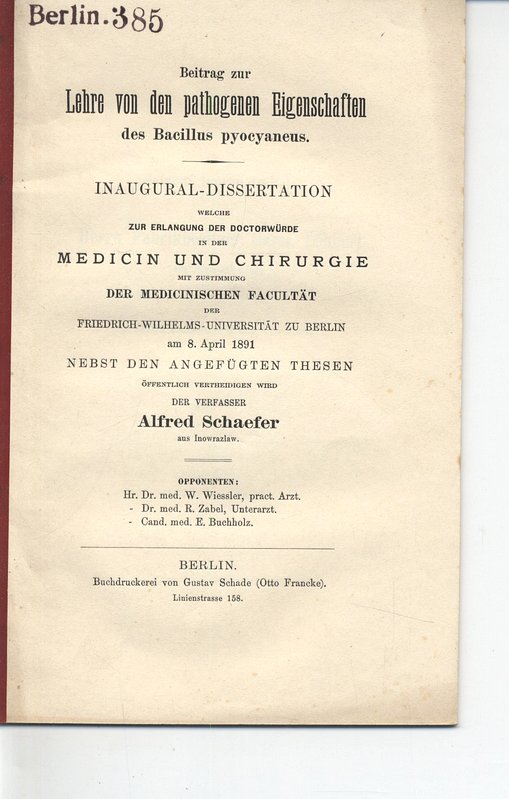 Berlin.385
Beitrag zur
Lehre von den pathogenen Eigenschaften
des Bacillus pyocyaneus.
INAUGURAL-DISSERTATION
WELCHE
ZUR ERLANGUNG DER DOCTORWÜRDE
IN DER
MEDICIN UND CHIRURGIE
MIT ZUSTIMMUNG
DER MEDICINISCHEN FACULTÄT
DER
FRIEDRICH-WILHELMS-UNIVERSITÄT ZU BERLIN
am 8. April 1891
NEBST DEN ANGEFÜGTEN THESEN
ÖFFENTLICH VERTHEIDIGEN WIRD
DER VERFASSER
Alfred Schaefer
aus Inowrazlaw.
OPPONENTEN:
Hr. Dr. med. W. Wiessler, pract. Arzt.
- Dr. med. R. Zabel, Unterarzt.
- Cand. med. E. Buchholz.
BERLIN.
Buchdruckerei von Gustav Schade (Otto Francke).
Linienstrasse 158.